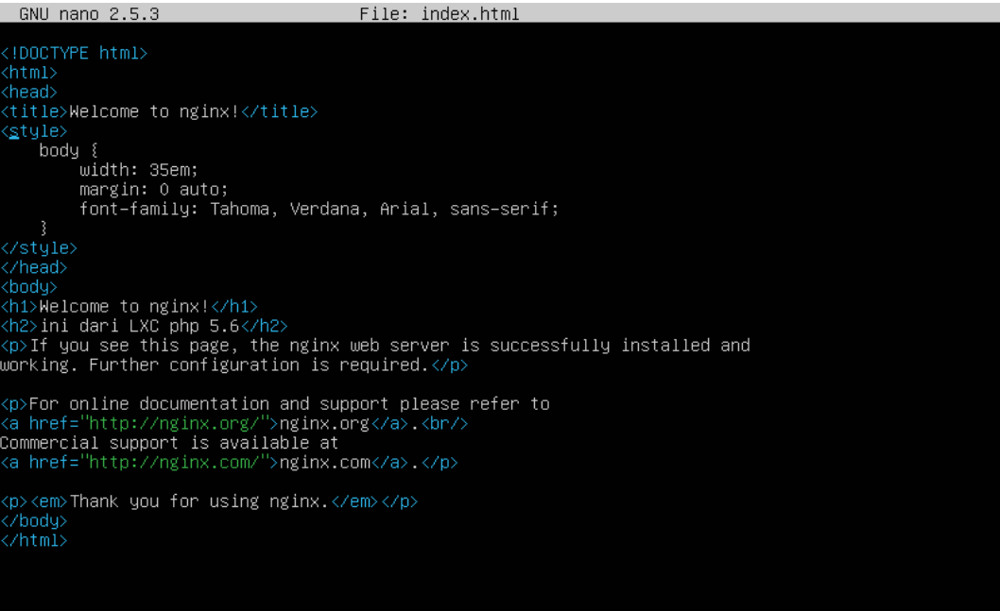 GNU nano 2.5.3 File: index.html
<!DOCTYPE html>
<html>
<head>
<title>Welcome to nginx!</title>
<style>
    body {
        width: 35em;
        margin: 0 auto;
        font-family: Tahoma, Verdana, Arial, sans-serif;
    }
</style>
</head>
<body>
<h1>Welcome to nginx!</h1>
<h2>ini dari LXC php 5.6</h2>
<p>If you see this page, the nginx web server is successfully installed and
working. Further configuration is required.</p>
<p>For online documentation and support please refer to
<a href="http://nginx.org/">nginx.org</a>.<br/>
Commercial support is available at
<a href="http://nginx.com/">nginx.com</a>.</p>
<p><em>Thank you for using nginx.</em></p>
</body>
</html>